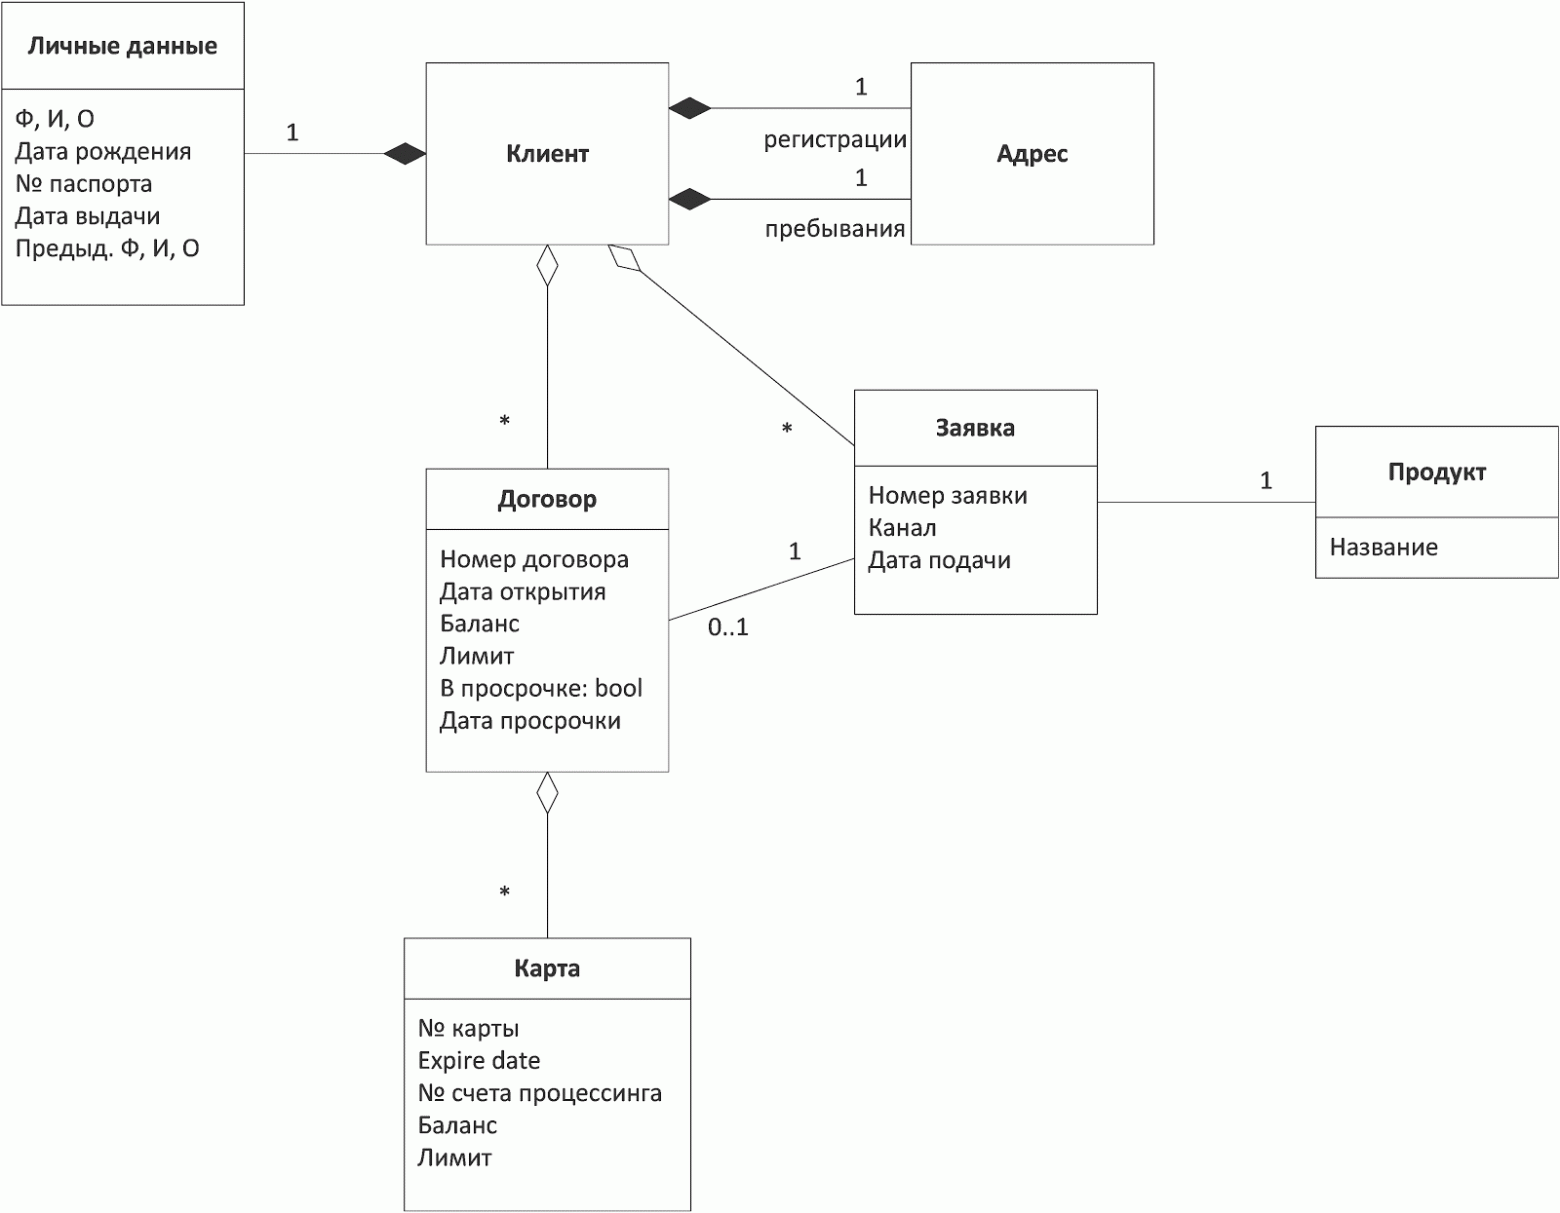 Личные данные
Ф, И, О
Дата рождения
№ паспорта
Дата выдачи
Предыд. Ф, И, О
1
Клиент
1
регистрации
1
пребывания
Адрес
*
*
Договор
Номер договора
Дата открытия
Баланс
Лимит
В просрочке: bool
Дата просрочки
1
0..1
Заявка
Номер заявки
Канал
Дата подачи
1
Продукт
Название
*
Карта
№ карты
Expire date
№ счета процессинга
Баланс
Лимит